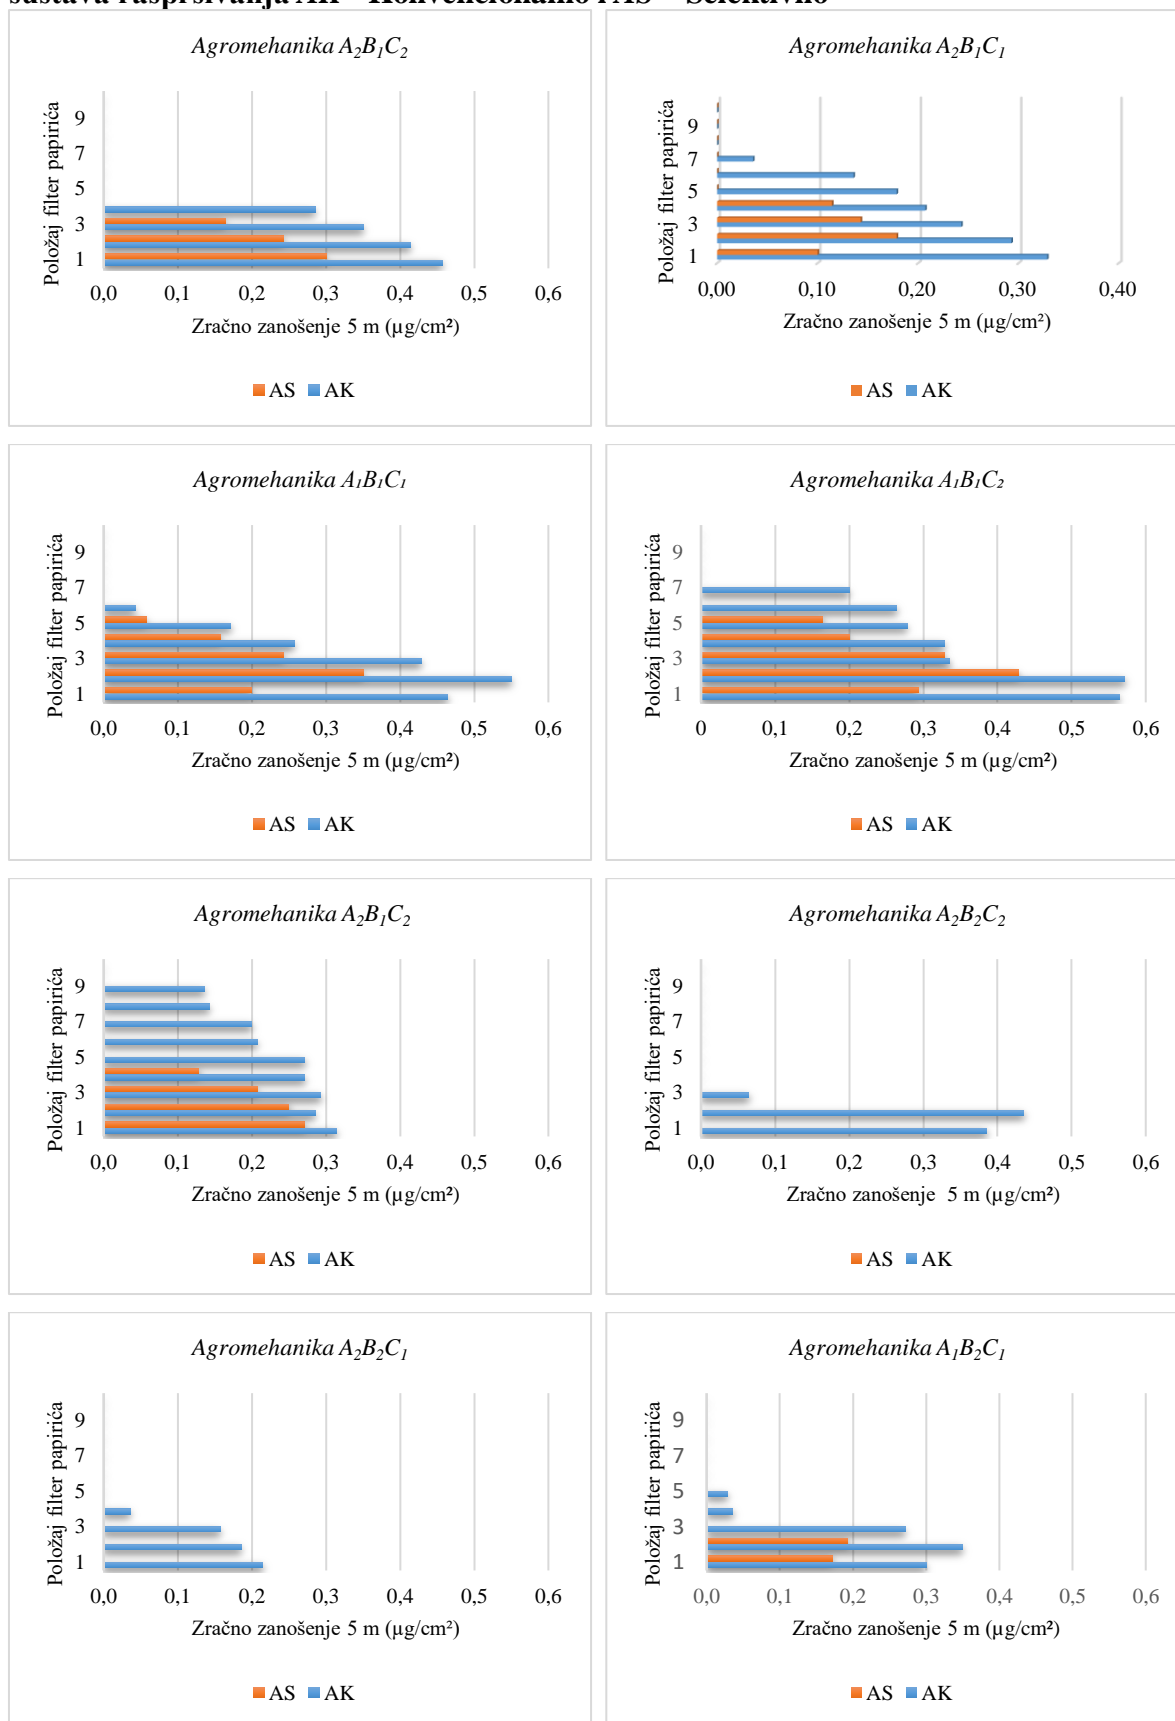 sustava raspršivanja AK – Konvencionalno i AS – Selektivno
Agromehanika A₂B₁C₂
Položaj filter papirića
9
7
5
3
1
0,0 0,1 0,2 0,3 0,4 0,5 0,6
Zračno zanošenje 5 m (µg/cm²)
AS AK
Agromehanika A₂B₁C₁
Položaj filter papirića
9
7
5
3
1
0,00 0,10 0,20 0,30 0,40
Zračno zanošenje 5 m (µg/cm²)
AS AK
Agromehanika A₁B₁C₁
Položaj filter papirića
9
7
5
3
1
0,0 0,1 0,2 0,3 0,4 0,5 0,6
Zračno zanošenje 5 m (µg/cm²)
AS AK
Agromehanika A₁B₁C₂
Položaj filter papirića
9
7
5
3
1
0 0,1 0,2 0,3 0,4 0,5 0,6
Zračno zanošenje 5 m (µg/cm²)
AS AK
Agromehanika A₂B₁C₂
Položaj filter papirića
9
7
5
3
1
0,0 0,1 0,2 0,3 0,4 0,5 0,6
Zračno zanošenje 5 m (µg/cm²)
AS AK
Agromehanika A₂B₂C₂
Položaj filter papirića
9
7
5
3
1
0,0 0,1 0,2 0,3 0,4 0,5 0,6
Zračno zanošenje 5 m (µg/cm²)
AS AK
Agromehanika A₂B₂C₁
Položaj filter papirića
9
7
5
3
1
0,0 0,1 0,2 0,3 0,4 0,5 0,6
Zračno zanošenje 5 m (µg/cm²)
AS AK
Agromehanika A₁B₂C₁
Položaj filter papirića
9
7
5
3
1
0,0 0,1 0,2 0,3 0,4 0,5 0,6
Zračno zanošenje 5 m (µg/cm²)
AS AK